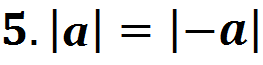 5. |a| = |−a|